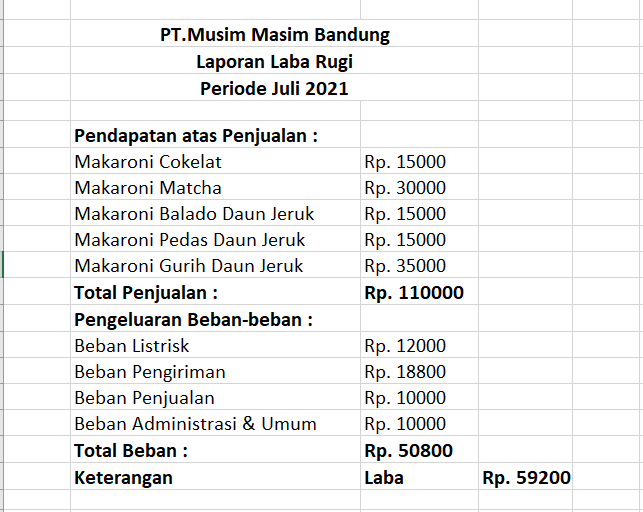 PT.Musim Masim Bandung
Laporan Laba Rugi
Periode Juli 2021
Pendapatan atas Penjualan :
Makaroni Cokelat Rp. 15000
Makaroni Matcha Rp. 30000
Makaroni Balado Daun Jeruk Rp. 15000
Makaroni Pedas Daun Jeruk Rp. 15000
Makaroni Gurih Daun Jeruk Rp. 35000
Total Penjualan : Rp. 110000
Pengeluaran Beban-beban :
Beban Listrisk Rp. 12000
Beban Pengiriman Rp. 18800
Beban Penjualan Rp. 10000
Beban Administrasi & Umum Rp. 10000
Total Beban : Rp. 50800
Keterangan Laba Rp. 59200